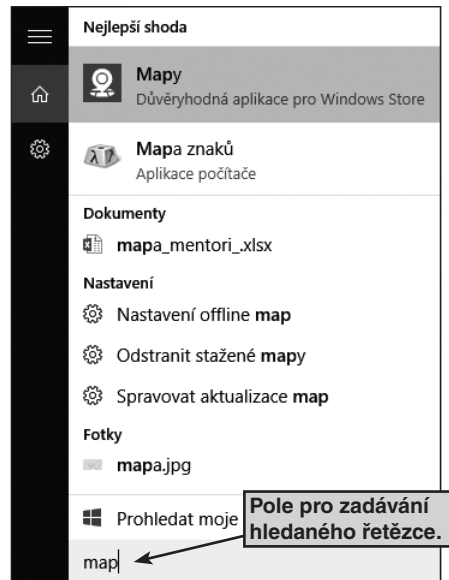 Nejlepší shoda
Mapy
Důvěryhodná aplikace pro Windows Store
Mapa znaků
Aplikace počítače
Dokumenty
mapa_mentori_.xlsx
Nastavení
Nastavení offline map
Odstranit stažené mapy
Spravovat aktualizace map
Fotky
mapa.jpg
Prohledat moje
Pole pro zadávání
hledaného řetězce.
map